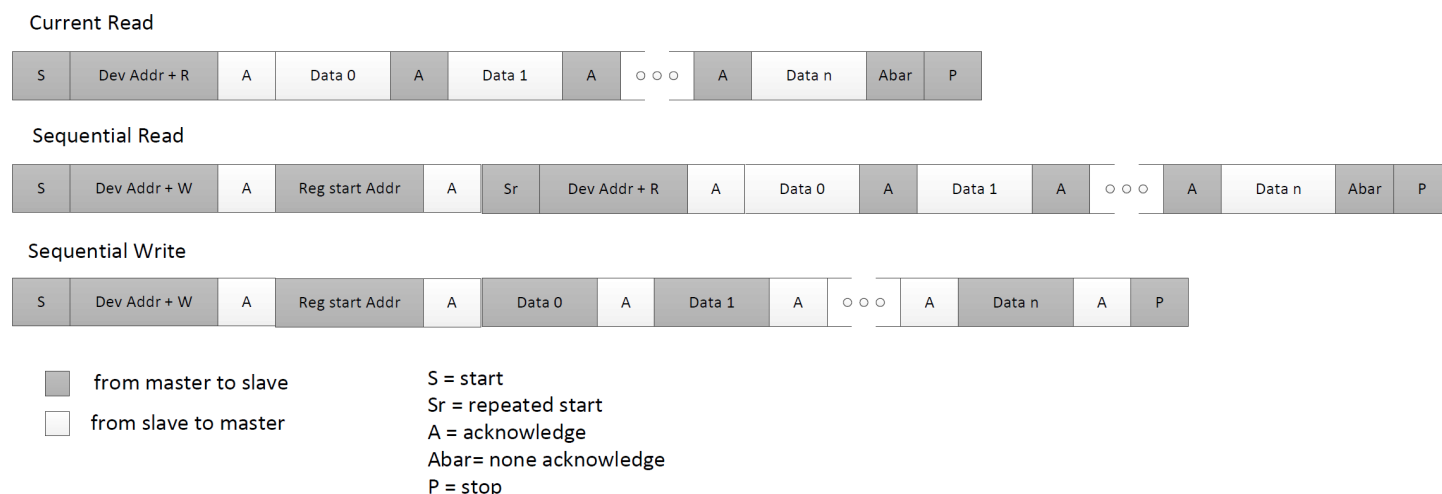 Current Read
S Dev Addr + R A Data 0 A Data 1 A A Data n Abar P
Sequential Read
S Dev Addr + W A Reg start Addr A Sr Dev Addr + R A Data 0 A Data 1 A A Data n Abar P
Sequential Write
S Dev Addr + W A Reg start Addr A Data 0 A Data 1 A A Data n A P
from master to slave
from slave to master
S = start
Sr = repeated start
A = acknowledge
Abar= none acknowledge
P = stop